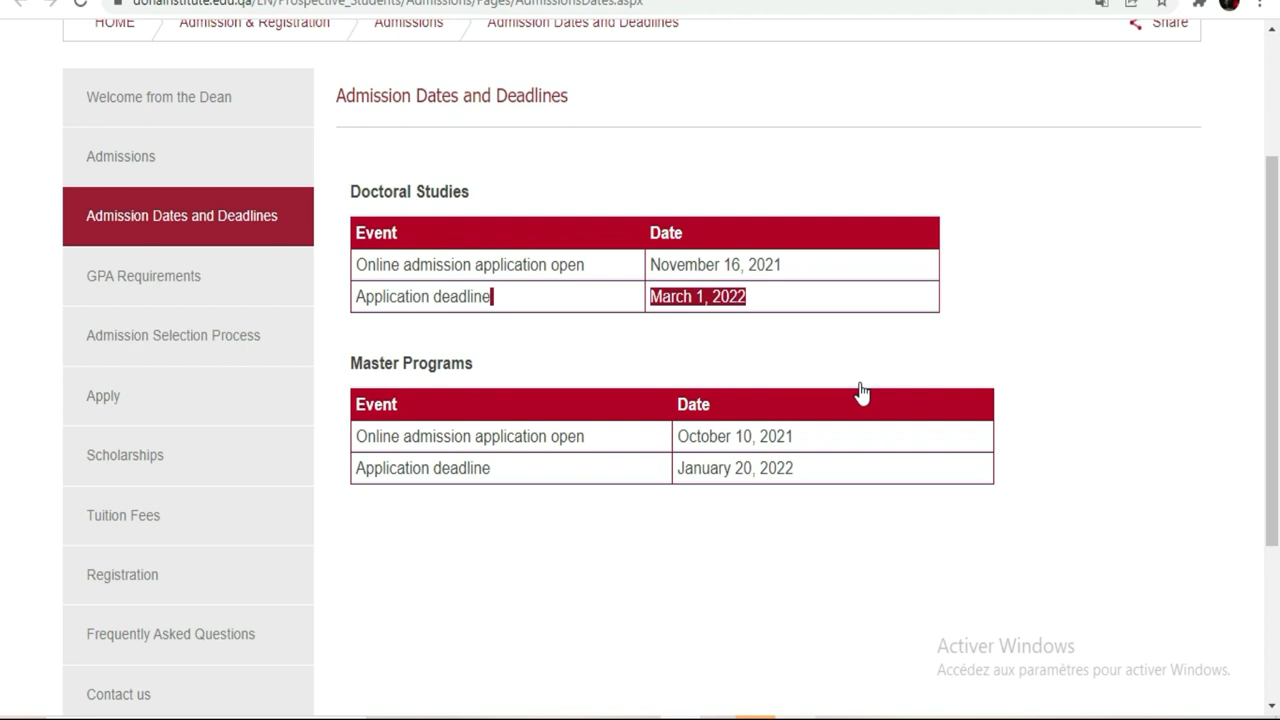 donainstitute.edu.qa/EN/Prospective_Students/Admissions/Pages/AdmissionsDates.aspx
HOME
Admission & Registration
Admissions
Admission Dates and Deadlines
Share
Welcome from the Dean
Admissions
Admission Dates and Deadlines
GPA Requirements
Admission Selection Process
Apply
Scholarships
Tuition Fees
Registration
Frequently Asked Questions
Contact us
Admission Dates and Deadlines
Doctoral Studies
Event Date
Online admission application open November 16, 2021
Application deadline March 1, 2022
Master Programs
Event Date
Online admission application open October 10, 2021
Application deadline January 20, 2022
Activer Windows
Accédez aux paramètres pour activer Windows.